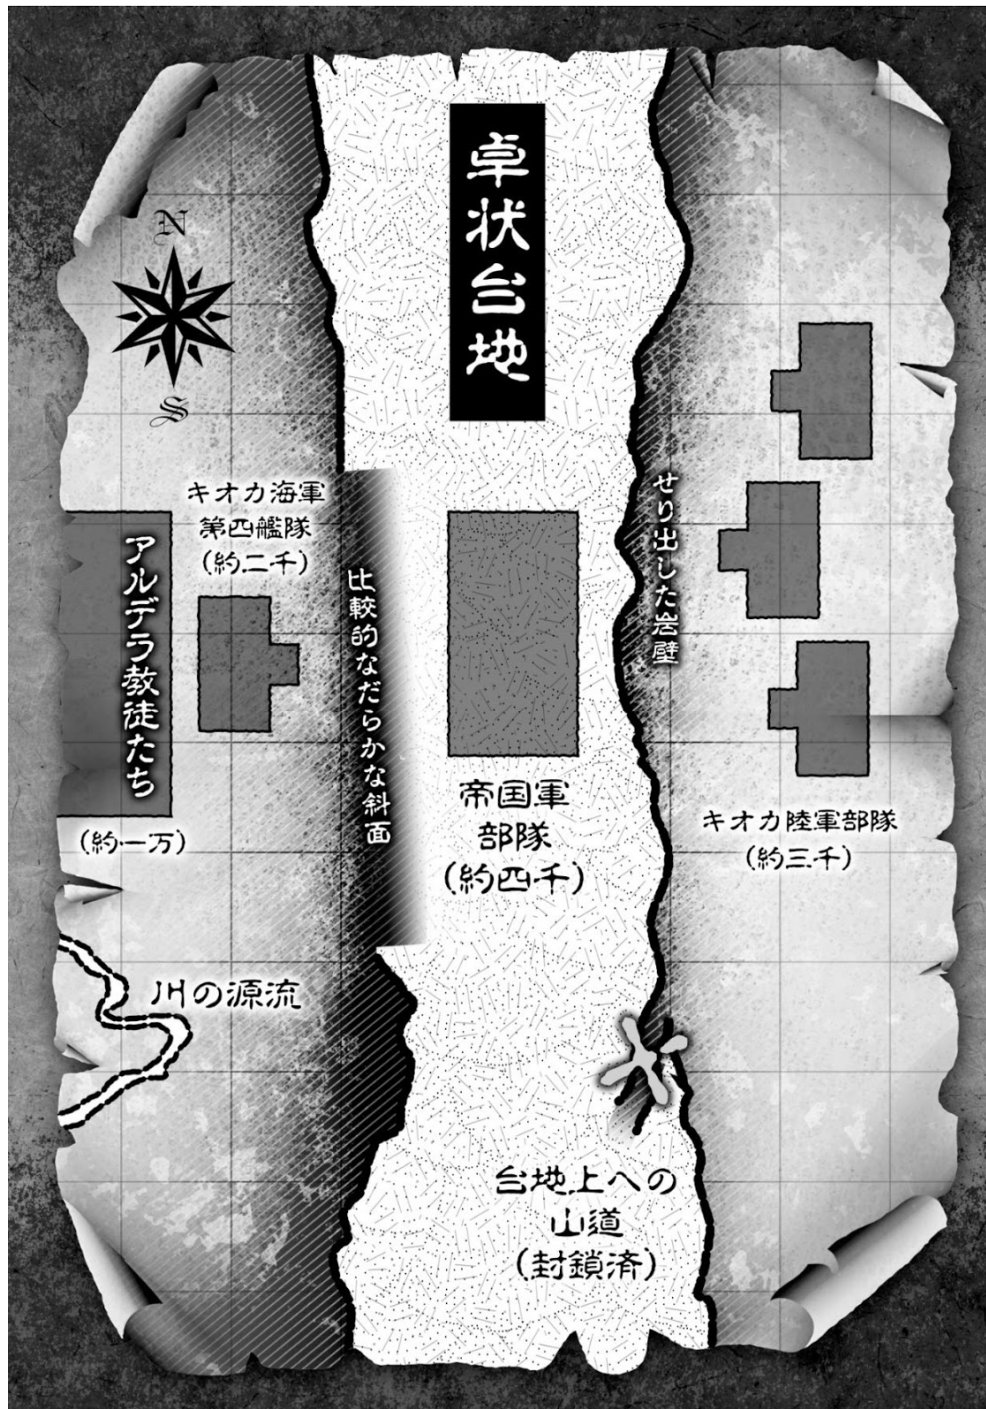 卓状台地
N
S
せり出した岩壁
キオカ海軍
第四艦隊
(約二千)
比較的なだらかな斜面
アルデラ教徒たち
(約一万)
帝国軍
部隊
(約四千)
キオカ陸軍部隊
(約三千)
川の源流
台地上への
山道
(封鎖済)